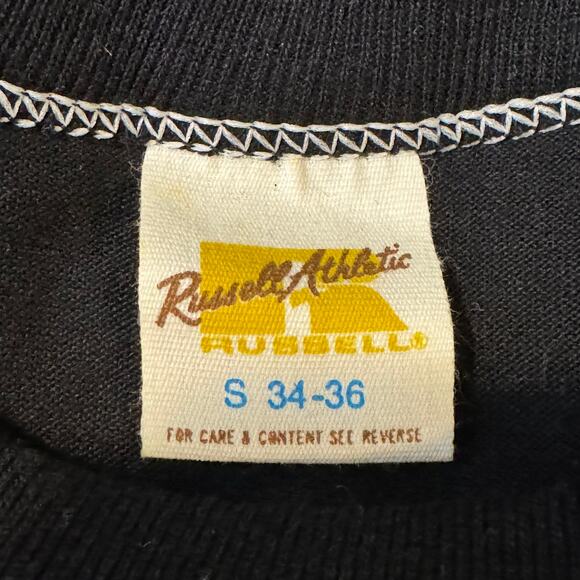 Russell Athletic
RUSSELL®
S 34-36
FOR CARE & CONTENT SEE REVERSE